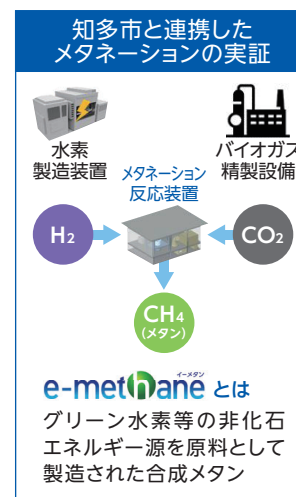 知多市と連携した
メタネーションの実証
水素
製造装置
バイオガス
精製設備
メタネーション
反応装置
H2
CO2
CH4
(メタン)
イーメタン
e-methane とは
グリーン水素等の非化石
エネルギー源を原料として
製造された合成メタン